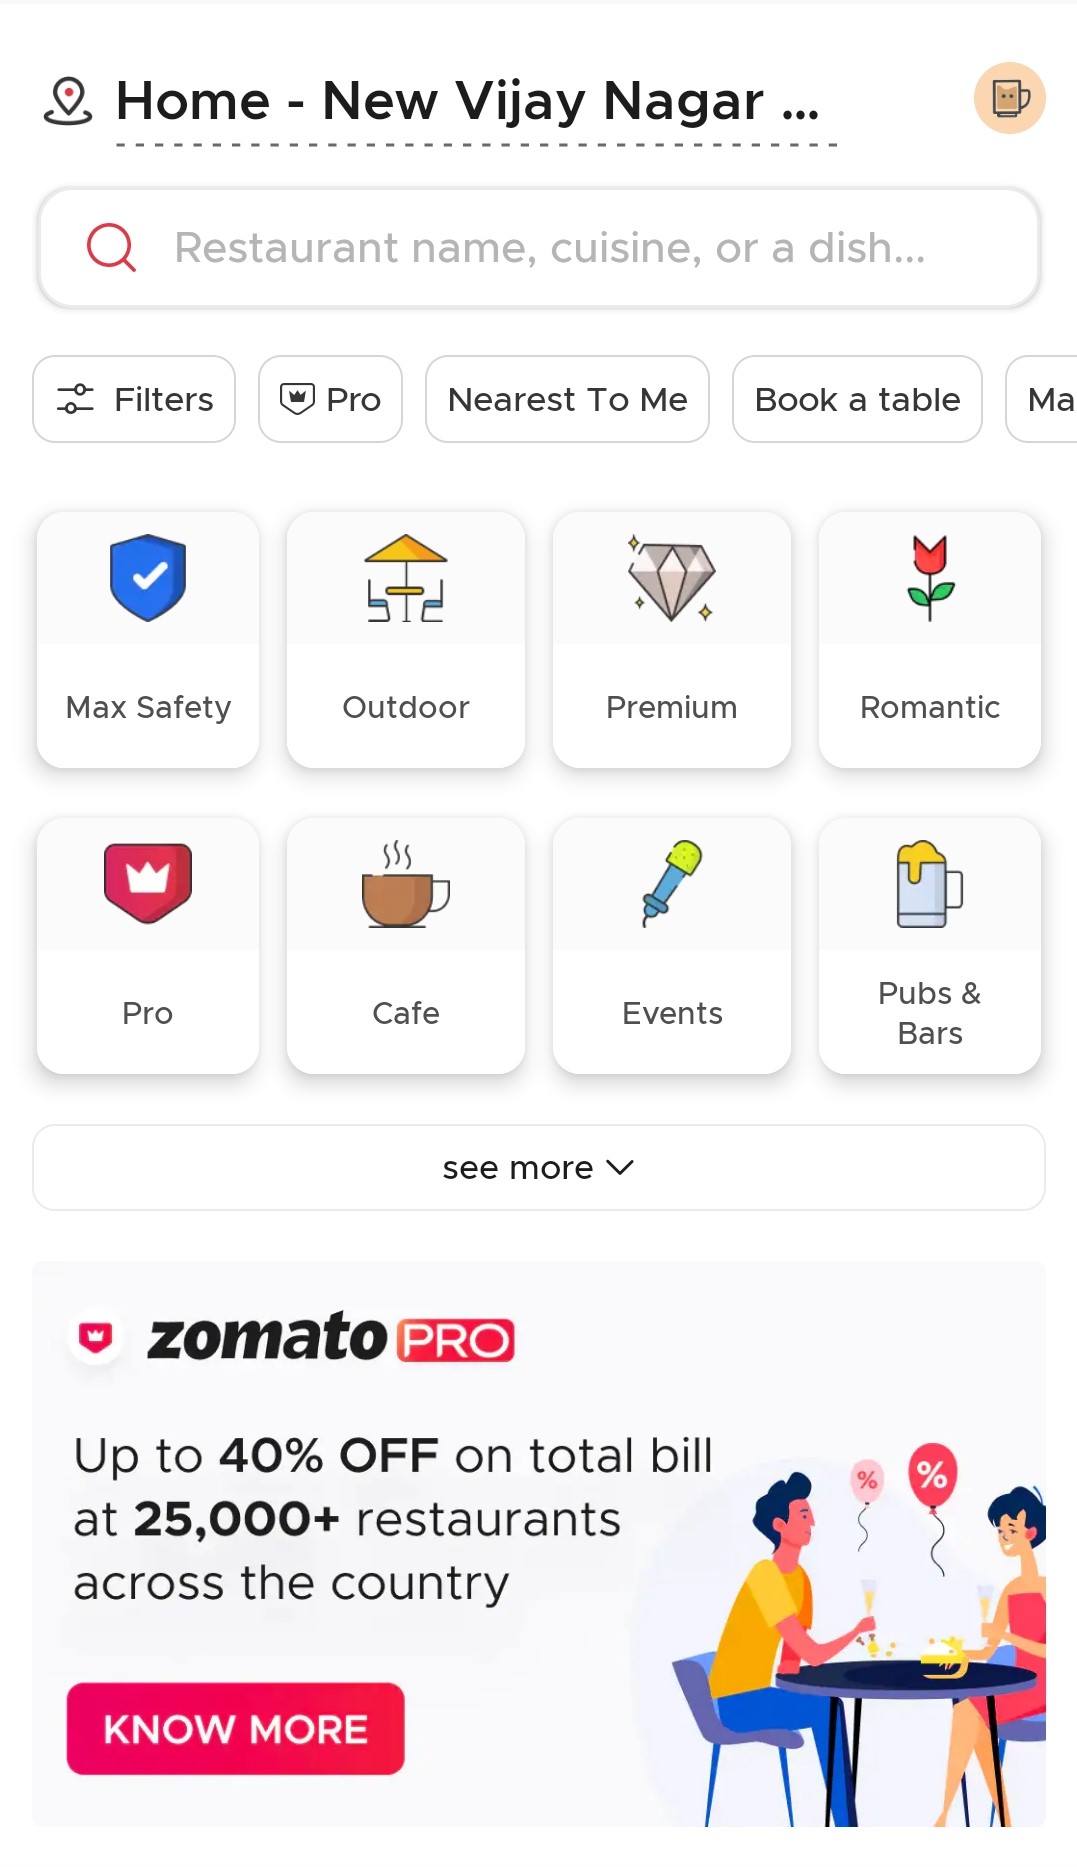 Home - New Vijay Nagar ...
Restaurant name, cuisine, or a dish...
Filters
Pro
Nearest To Me
Book a table
Ma
Max Safety
Outdoor
Premium
Romantic
Pro
Cafe
Events
Pubs &
Bars
see more
zomato PRO
Up to 40% OFF on total bill
at 25,000+ restaurants
across the country
%
%
KNOW MORE